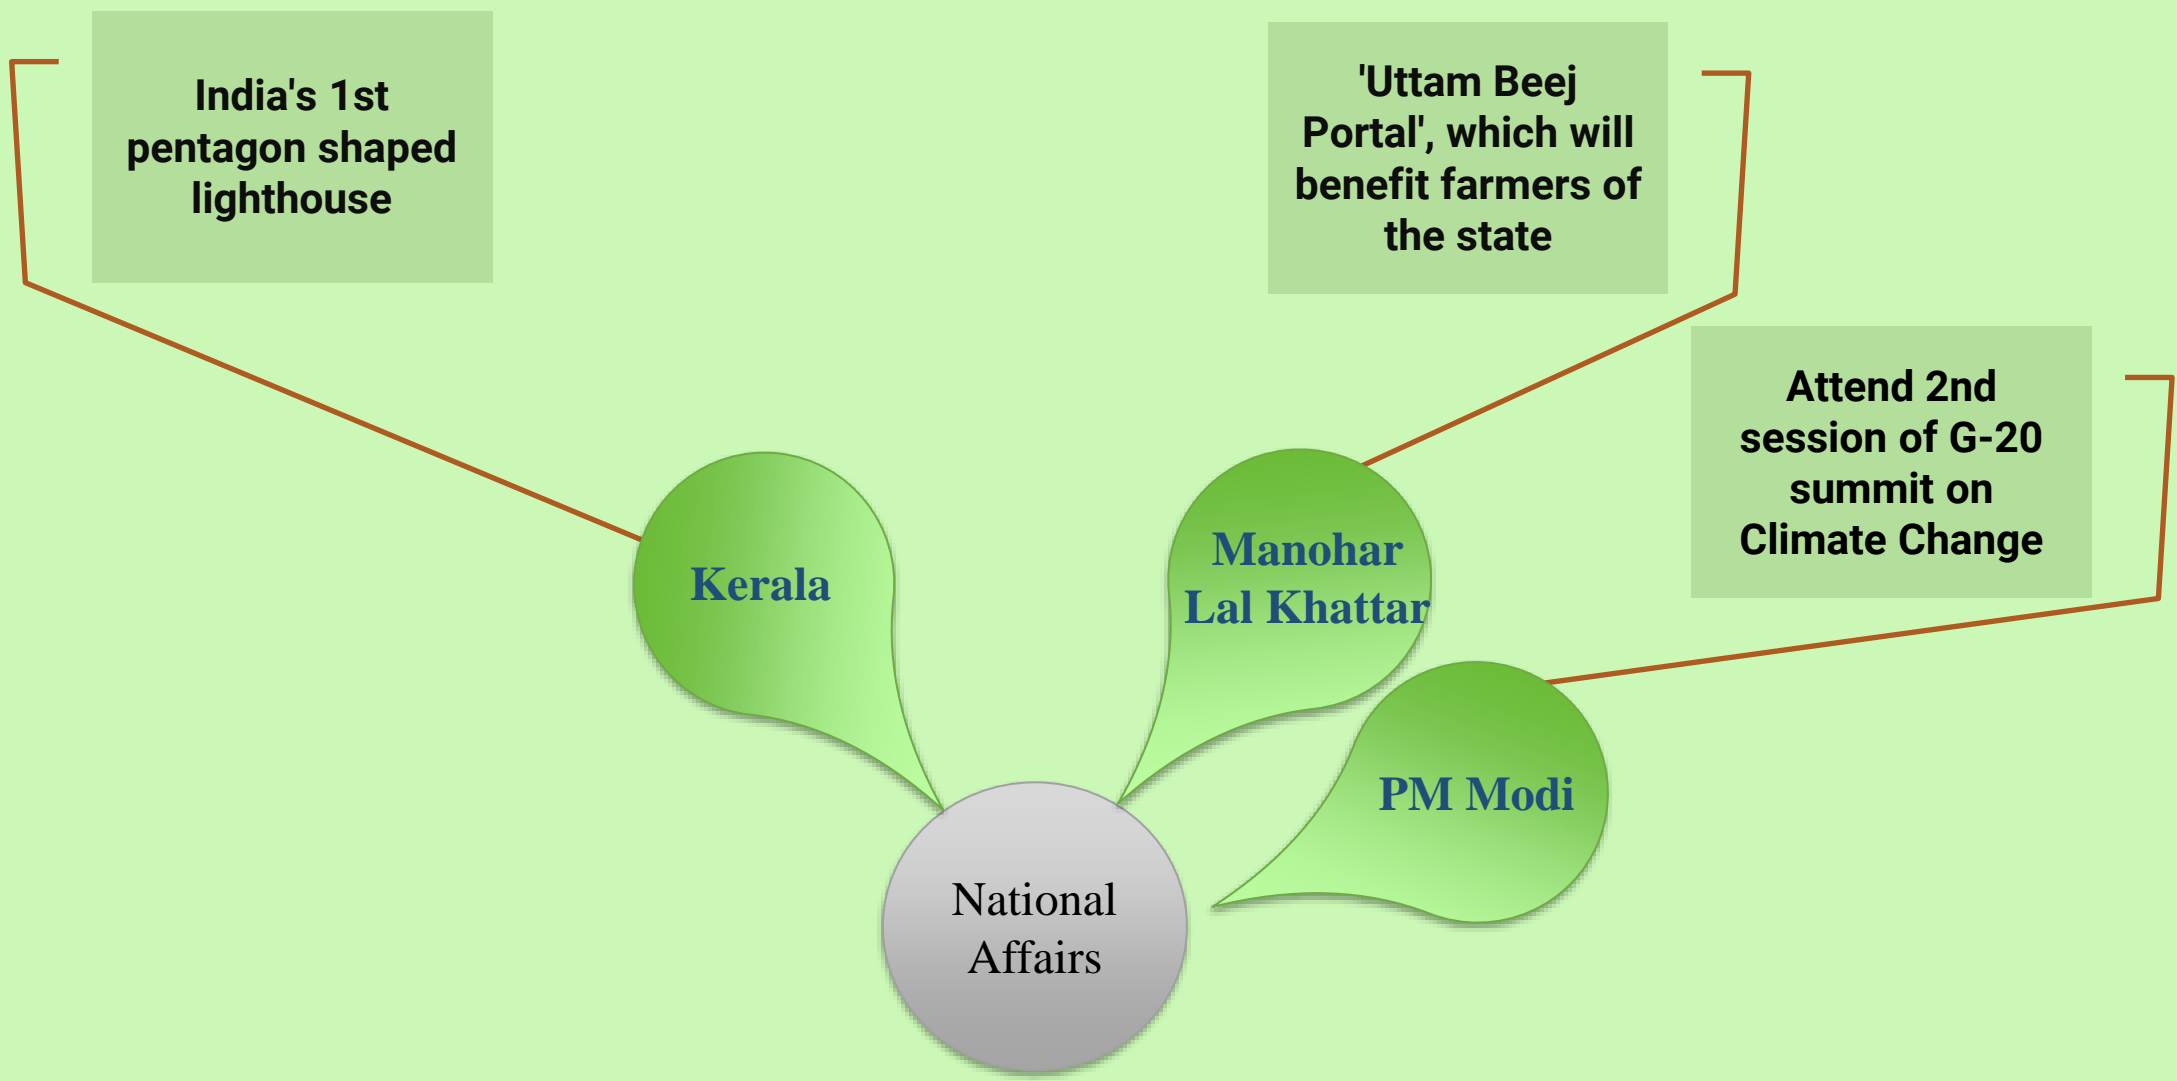 India's 1st
pentagon shaped
lighthouse
'Uttam Beej
Portal', which will
benefit farmers of
the state
Attend 2nd
session of G-20
summit on
Climate Change
Kerala
Manohar
Lal Khattar
PM Modi
National
Affairs